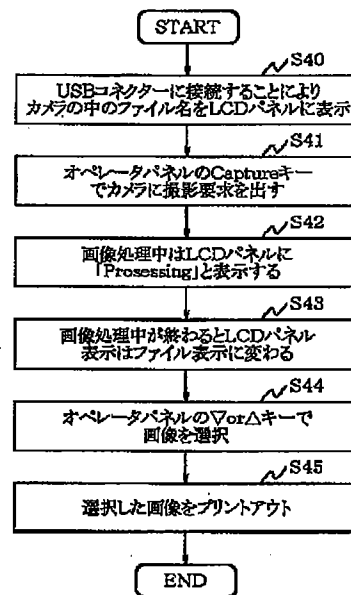 START
S40
USBコネクターに接続することにより
カメラの中のファイル名をLCDパネルに表示
S41
オペレータパネルのCaptureキー
でカメラに撮影要求を出す
S42
画像処理中はLCDパネルに
「Prosessing」と表示する
S43
画像処理中が終わるとLCDパネル
表示はファイル表示に変わる
S44
オペレータパネルの▽or△キーで
画像を選択
S45
選択した画像をプリントアウト
END